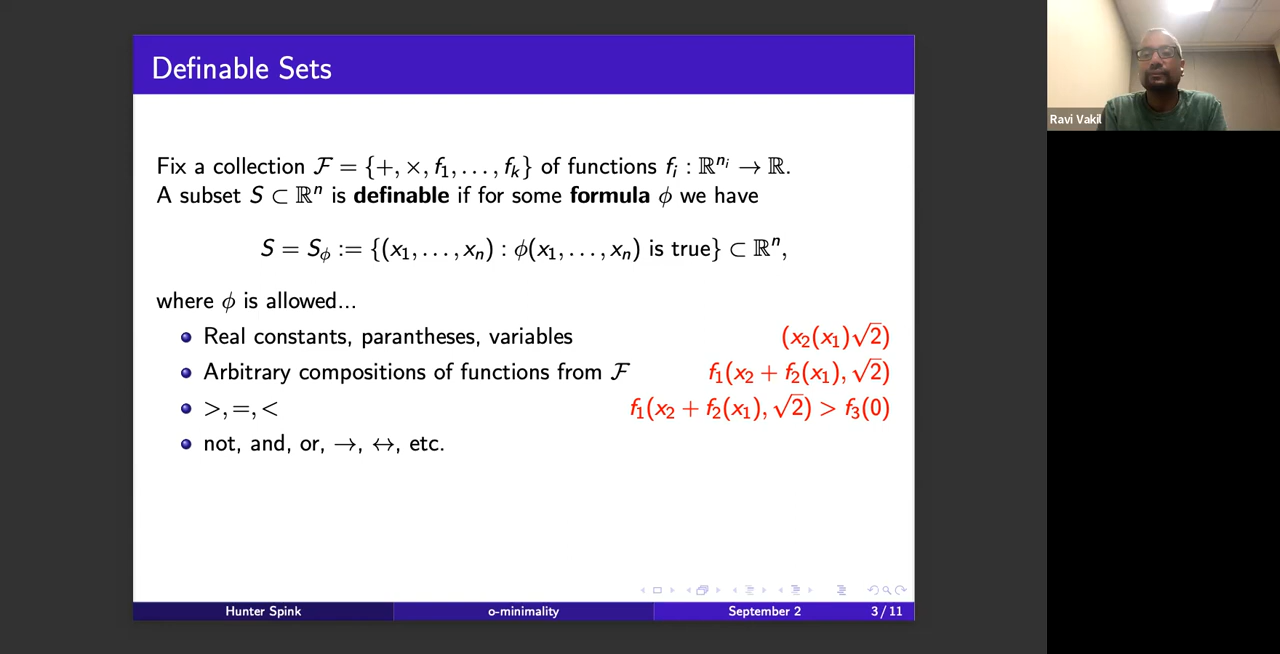 Definable Sets
Fix a collection ℱ = {+, ×, f₁, . . . , fₖ} of functions fᵢ : ℝⁿⁱ → ℝ.
A subset S ⊂ ℝⁿ is definable if for some formula ϕ we have
S = S_ϕ := {(x₁, . . . , xₙ) : ϕ(x₁, . . . , xₙ) is true} ⊂ ℝⁿ,
where ϕ is allowed...
Real constants, parantheses, variables (x₂(x₁)√2)
Arbitrary compositions of functions from ℱ f₁(x₂ + f₂(x₁), √2)
>, =, < f₁(x₂ + f₂(x₁), √2) > f₃(0)
not, and, or, →, ↔, etc.
Hunter Spink o-minimality September 2 3 / 11
Ravi Vakil